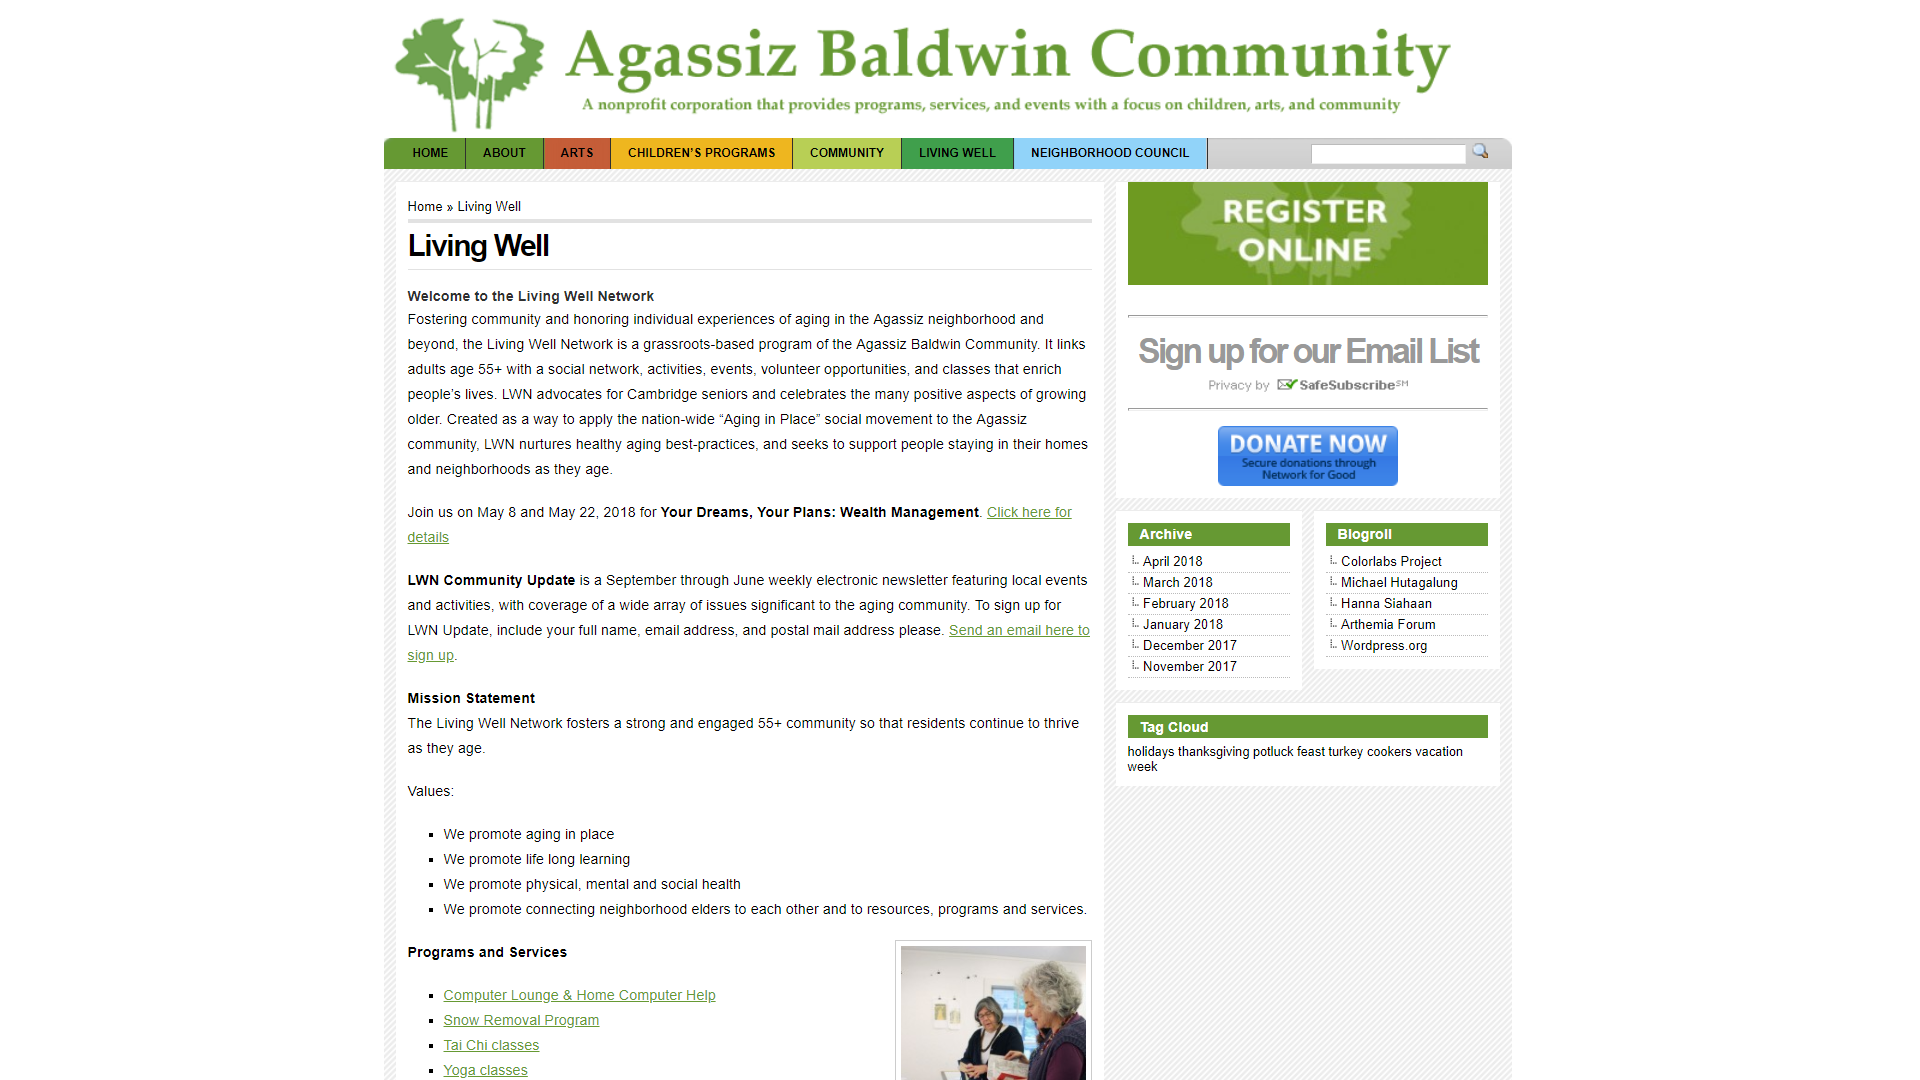 Agassiz Baldwin Community
A nonprofit corporation that provides programs, services, and events with a focus on children, arts, and community
HOME ABOUT ARTS CHILDREN'S PROGRAMS COMMUNITY LIVING WELL NEIGHBORHOOD COUNCIL
Home » Living Well
Living Well
Welcome to the Living Well Network
Fostering community and honoring individual experiences of aging in the Agassiz neighborhood and
beyond, the Living Well Network is a grassroots-based program of the Agassiz Baldwin Community. It links
adults age 55+ with a social network, activities, events, volunteer opportunities, and classes that enrich
people’s lives. LWN advocates for Cambridge seniors and celebrates the many positive aspects of growing
older. Created as a way to apply the nation-wide “Aging in Place” social movement to the Agassiz
community, LWN nurtures healthy aging best-practices, and seeks to support people staying in their homes
and neighborhoods as they age.
Join us on May 8 and May 22, 2018 for Your Dreams, Your Plans: Wealth Management. Click here for
details
LWN Community Update is a September through June weekly electronic newsletter featuring local events
and activities, with coverage of a wide array of issues significant to the aging community. To sign up for
LWN Update, include your full name, email address, and postal mail address please. Send an email here to
sign up.
Mission Statement
The Living Well Network fosters a strong and engaged 55+ community so that residents continue to thrive
as they age.
Values:
We promote aging in place
We promote life long learning
We promote physical, mental and social health
We promote connecting neighborhood elders to each other and to resources, programs and services.
Programs and Services
Computer Lounge & Home Computer Help
Snow Removal Program
Tai Chi classes
Yoga classes
REGISTER
ONLINE
Sign up for our Email List
Privacy by SafeSubscribe SM
DONATE NOW
Secure donations through
Network for Good
Archive
April 2018
March 2018
February 2018
January 2018
December 2017
November 2017
Blogroll
Colorlabs Project
Michael Hutagalung
Hanna Siahaan
Arthemia Forum
Wordpress.org
Tag Cloud
holidays thanksgiving potluck feast turkey cookers vacation
week